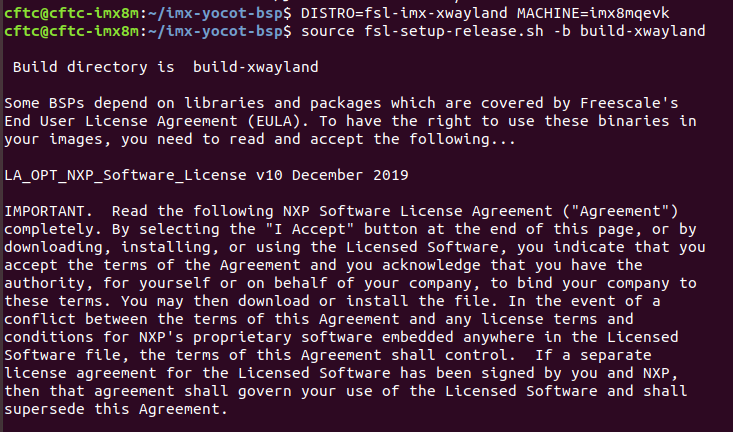 cftc@cftc-imx8m:~/imx-yocot-bsp$ DISTRO=fsl-imx-xwayland MACHINE=imx8mqevk
cftc@cftc-imx8m:~/imx-yocot-bsp$ source fsl-setup-release.sh -b build-xwayland
Build directory is  build-xwayland
Some BSPs depend on libraries and packages which are covered by Freescale's
End User License Agreement (EULA). To have the right to use these binaries in
your images, you need to read and accept the following...
LA_OPT_NXP_Software_License v10 December 2019
IMPORTANT.  Read the following NXP Software License Agreement ("Agreement")
completely. By selecting the "I Accept" button at the end of this page, or by
downloading, installing, or using the Licensed Software, you indicate that you
accept the terms of the Agreement and you acknowledge that you have the
authority, for yourself or on behalf of your company, to bind your company to
these terms. You may then download or install the file. In the event of a
conflict between the terms of this Agreement and any license terms and
conditions for NXP's proprietary software embedded anywhere in the Licensed
Software file, the terms of this Agreement shall control.  If a separate
license agreement for the Licensed Software has been signed by you and NXP,
then that agreement shall govern your use of the Licensed Software and shall
supersede this Agreement.